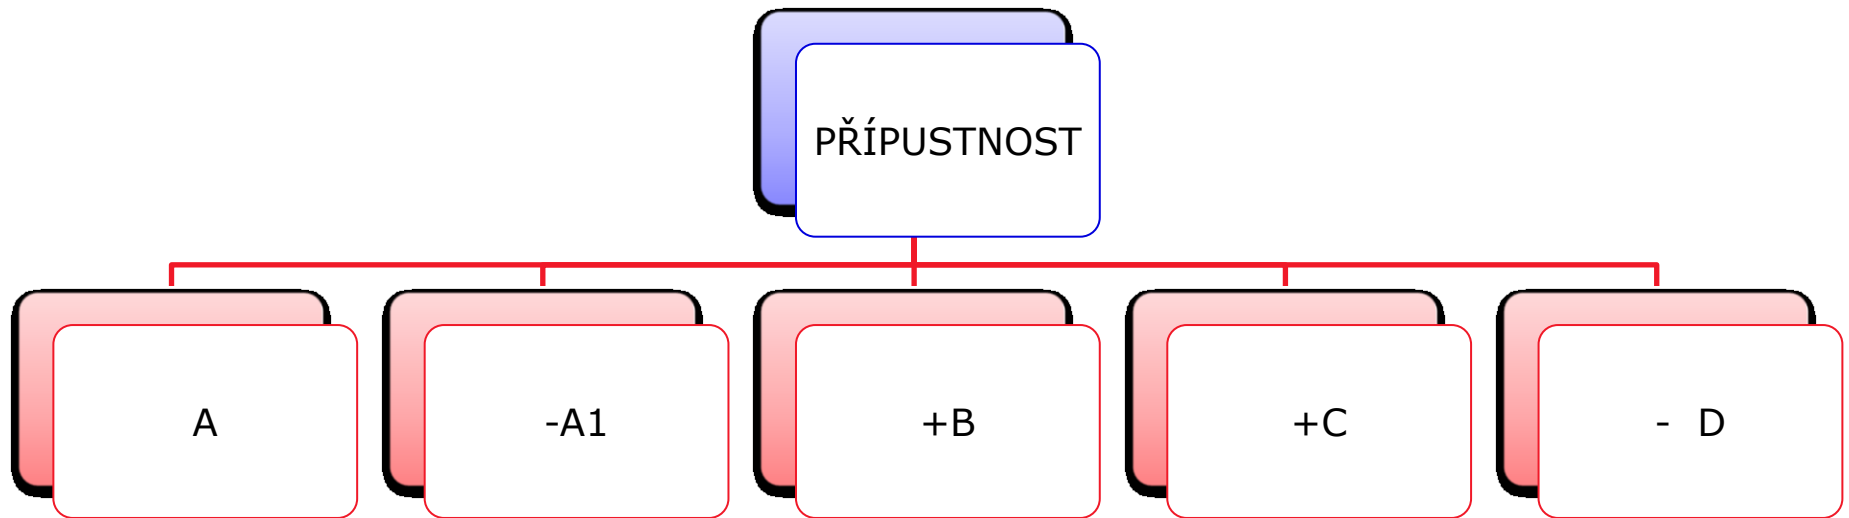 PŘÍPUSTNOST
A
-A1
+B
+C
- D